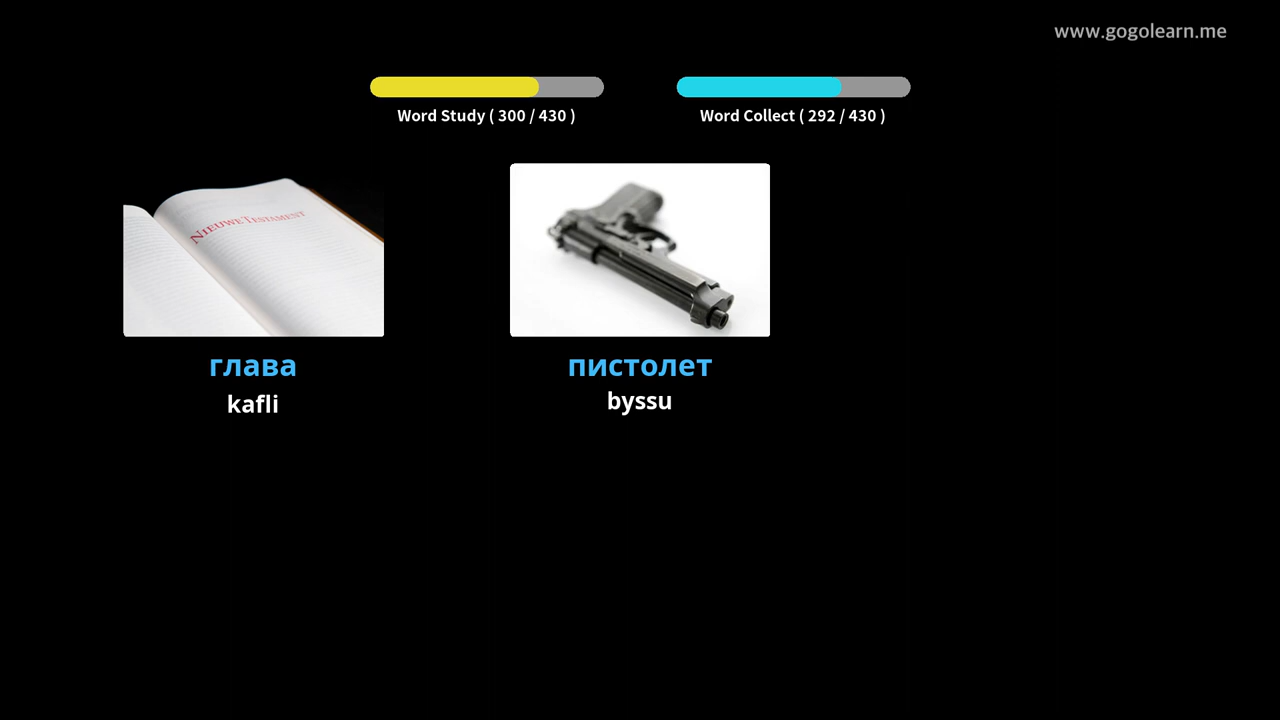 www.gogolearn.me
Word Study ( 300 / 430 )
Word Collect ( 292 / 430 )
NIEUWE TESTAMENT
глава
kafli
пистолет
byssu